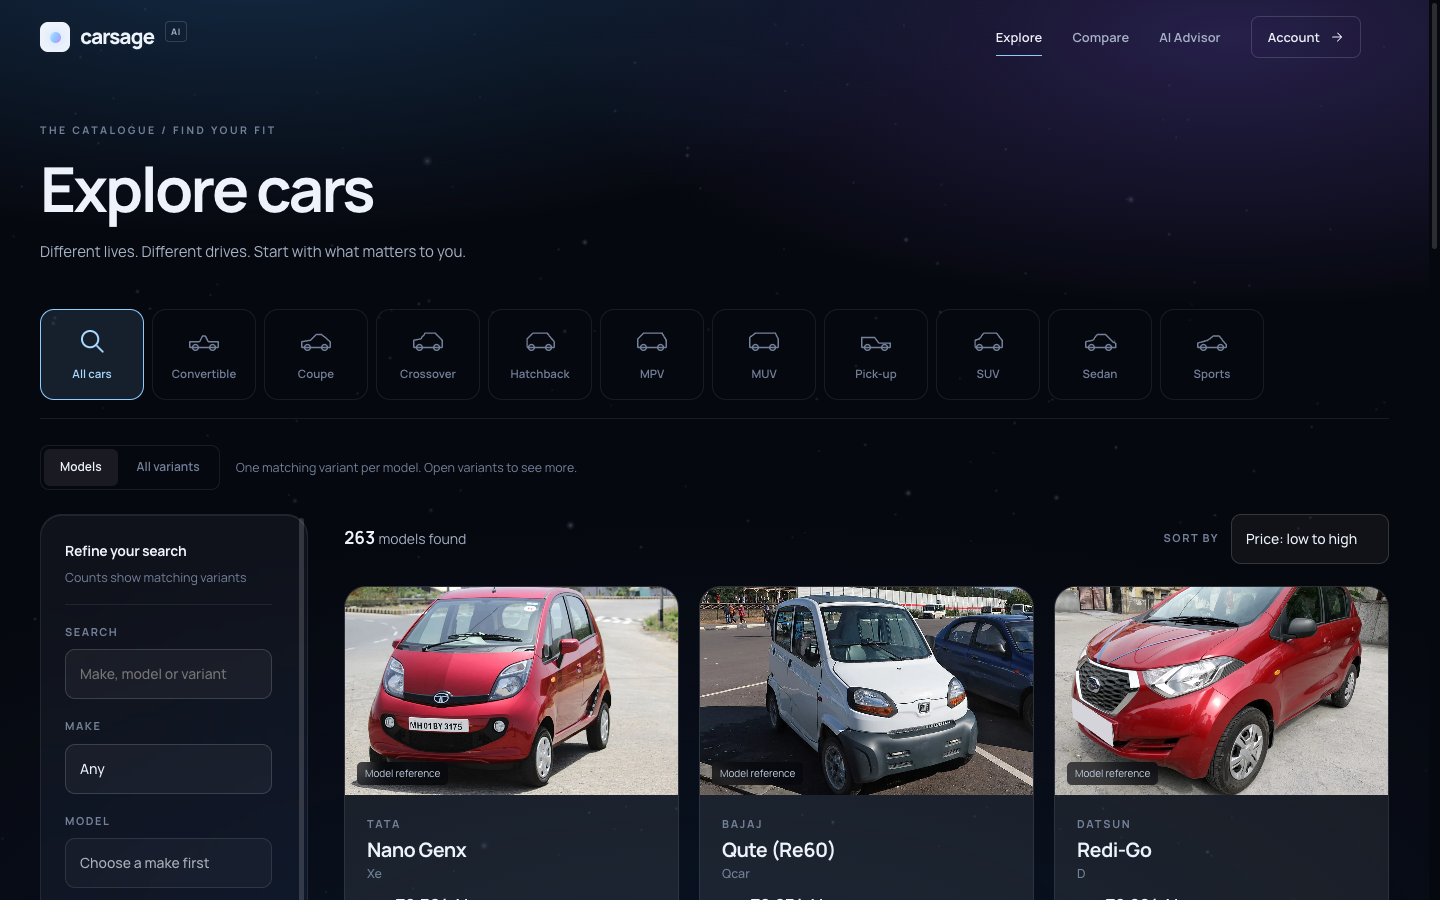 carsage AI
Explore
Compare
AI Advisor
Account →
THE CATALOGUE / FIND YOUR FIT
Explore cars
Different lives. Different drives. Start with what matters to you.
All cars
Convertible
Coupe
Crossover
Hatchback
MPV
MUV
Pick-up
SUV
Sedan
Sports
Models
All variants
One matching variant per model. Open variants to see more.
Refine your search
Counts show matching variants
SEARCH
Make, model or variant
MAKE
Any
MODEL
Choose a make first
263 models found
SORT BY
Price: low to high
MH01BY 3175
Model reference
TATA
Nano Genx
Xe
Model reference
BAJAJ
Qute (Re60)
Qcar
Model reference
DATSUN
Redi-Go
D